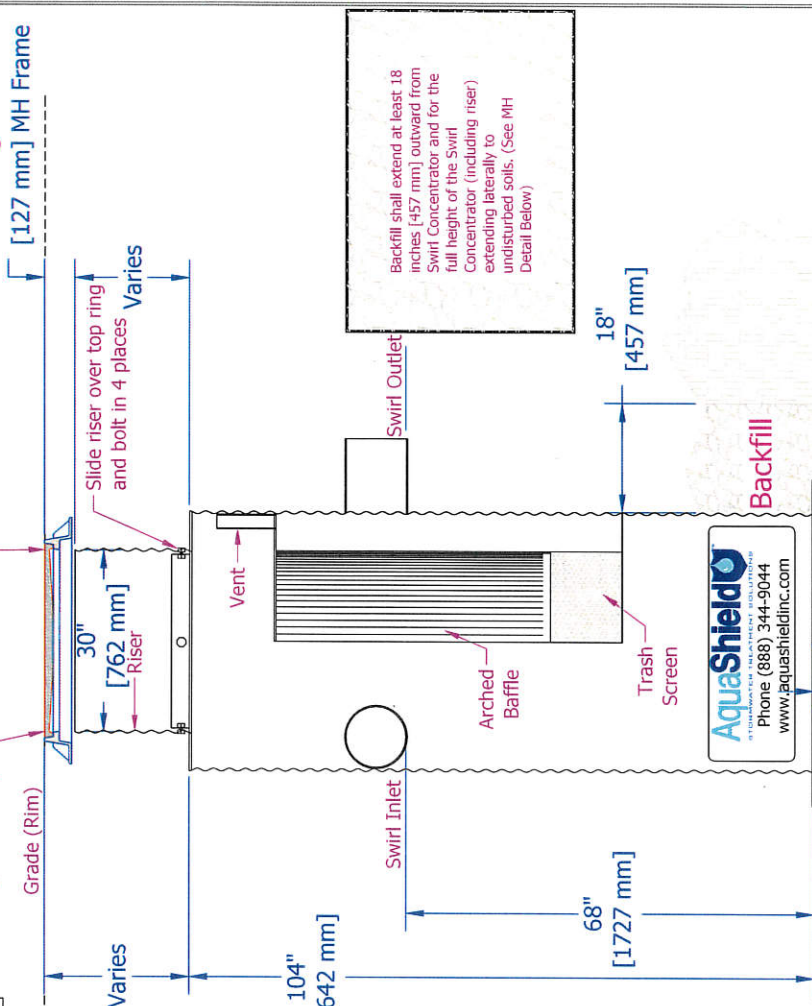 [127 mm] MH Frame
Grade (Rim)
Varies
Slide riser over top ring
and bolt in 4 places
Varies
30"
[762 mm]
Riser
Vent
Backfill shall extend at least 18
inches [457 mm] outward from
Swirl Concentrator and for the
full height of the Swirl
Concentrator (including riser)
extending laterally to
undisturbed soils. (See MH
Detail Below)
Swirl Inlet
Swirl Outlet
Arched
Baffle
Trash
Screen
18"
[457 mm]
104"
642 mm]
68"
[1727 mm]
Backfill
AquaShield™
STORMWATER TREATMENT SOLUTIONS
Phone (888) 344-9044
www.aquashieldinc.com